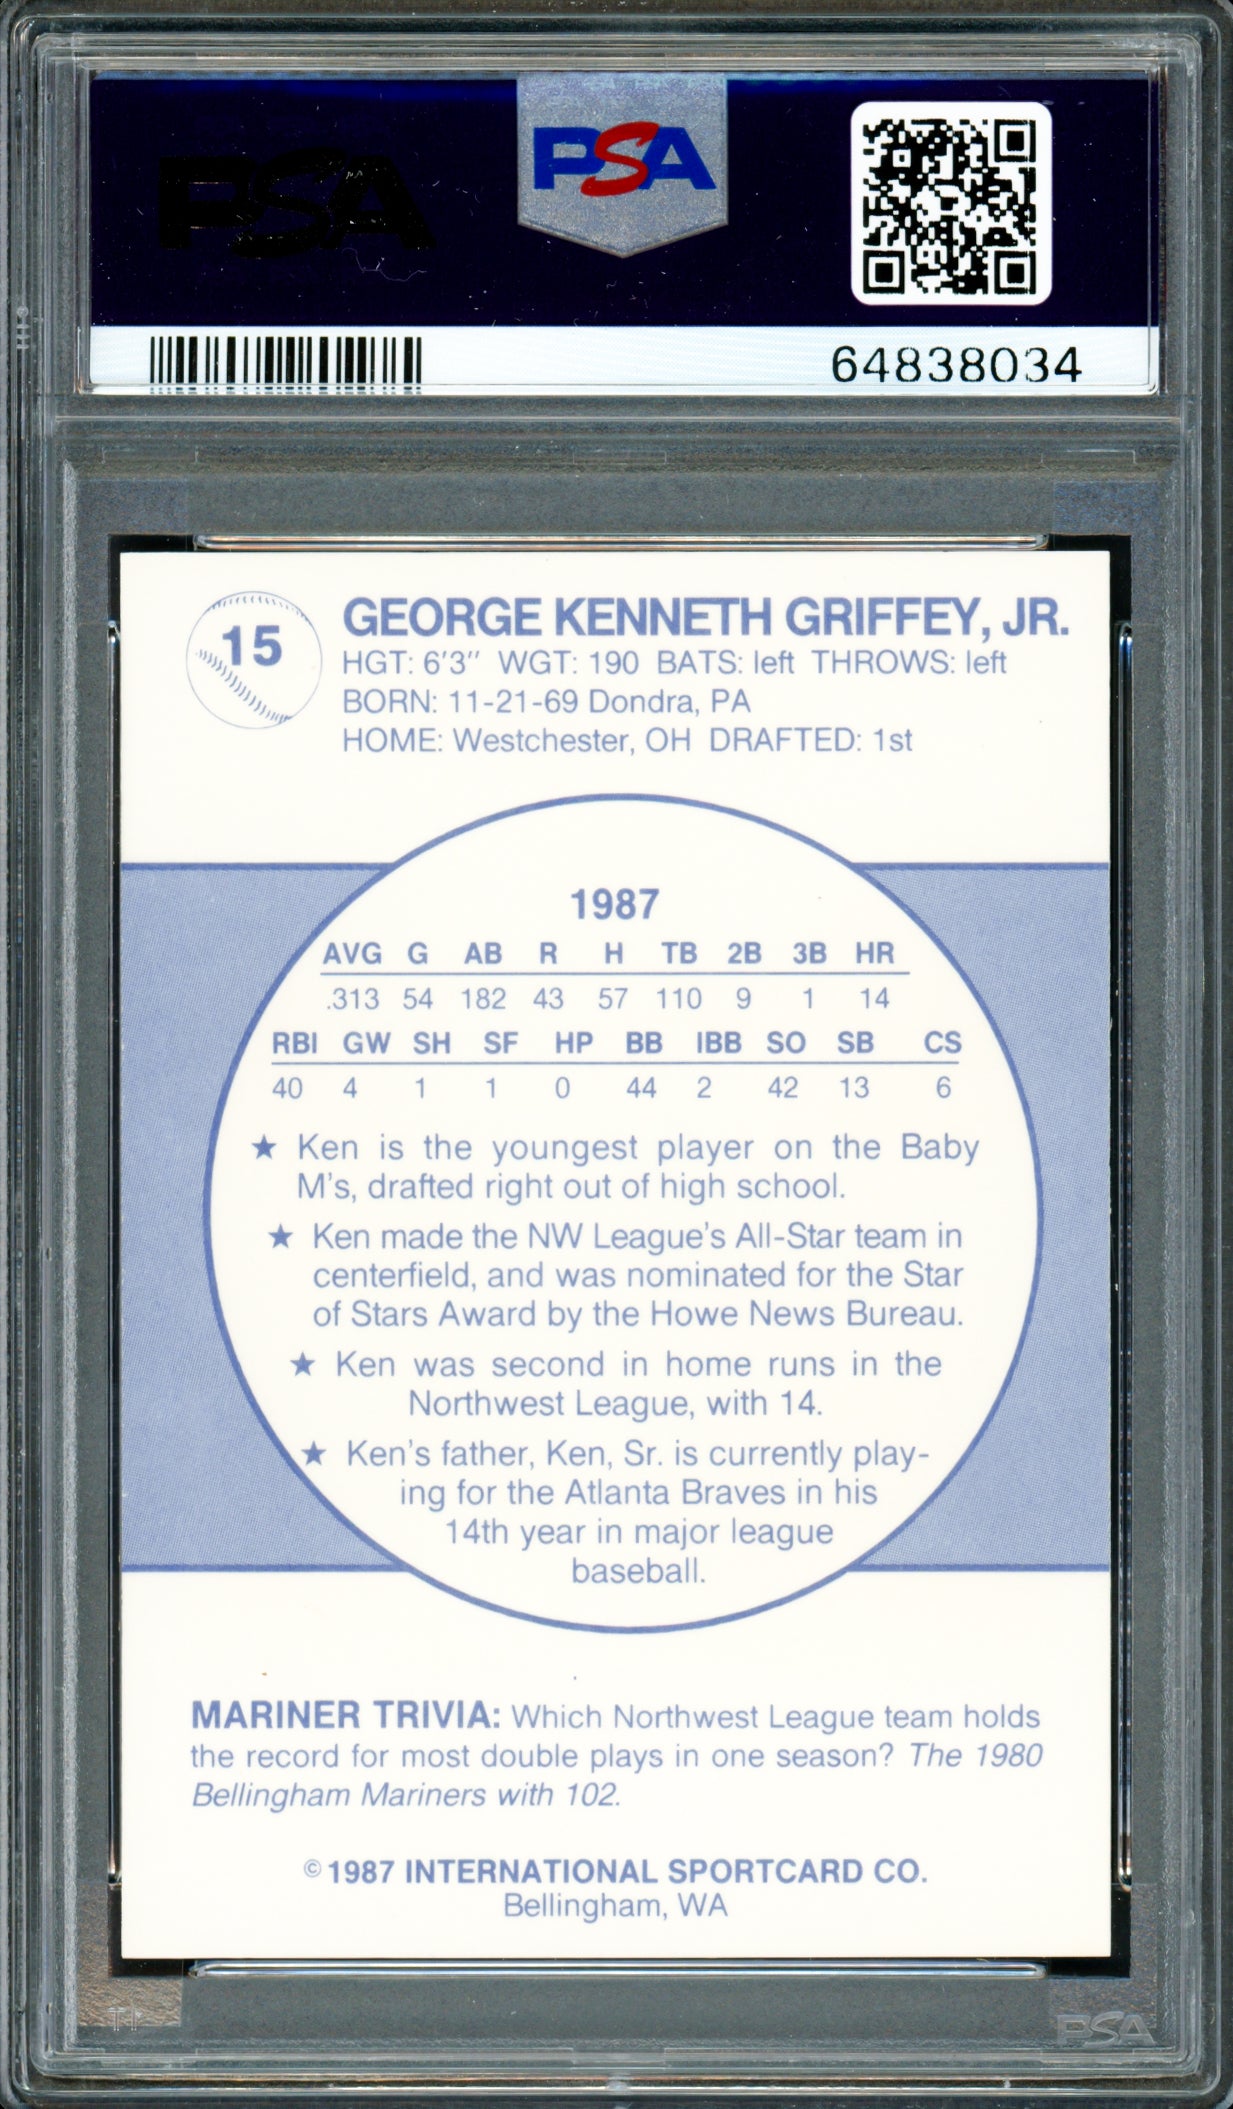 PSA
PSA
64838034
15
GEORGE KENNETH GRIFFEY, JR.
HGT: 6'3" WGT: 190 BATS: left THROWS: left
BORN: 11-21-69 Dondra, PA
HOME: Westchester, OH DRAFTED: 1st
1987
AVG G AB R H TB 2B 3B HR
.313 54 182 43 57 110 9 1 14
RBI GW SH SF HP BB IBB SO SB CS
40 4 1 1 0 44 2 42 13 6
★ Ken is the youngest player on the Baby
M's, drafted right out of high school.
★ Ken made the NW League's All-Star team in
centerfield, and was nominated for the Star
of Stars Award by the Howe News Bureau.
★ Ken was second in home runs in the
Northwest League, with 14.
★ Ken's father, Ken, Sr. is currently play-
ing for the Atlanta Braves in his
14th year in major league
baseball.
MARINER TRIVIA: Which Northwest League team holds
the record for most double plays in one season? The 1980
Bellingham Mariners with 102.
© 1987 INTERNATIONAL SPORTCARD CO.
Bellingham, WA
PSA